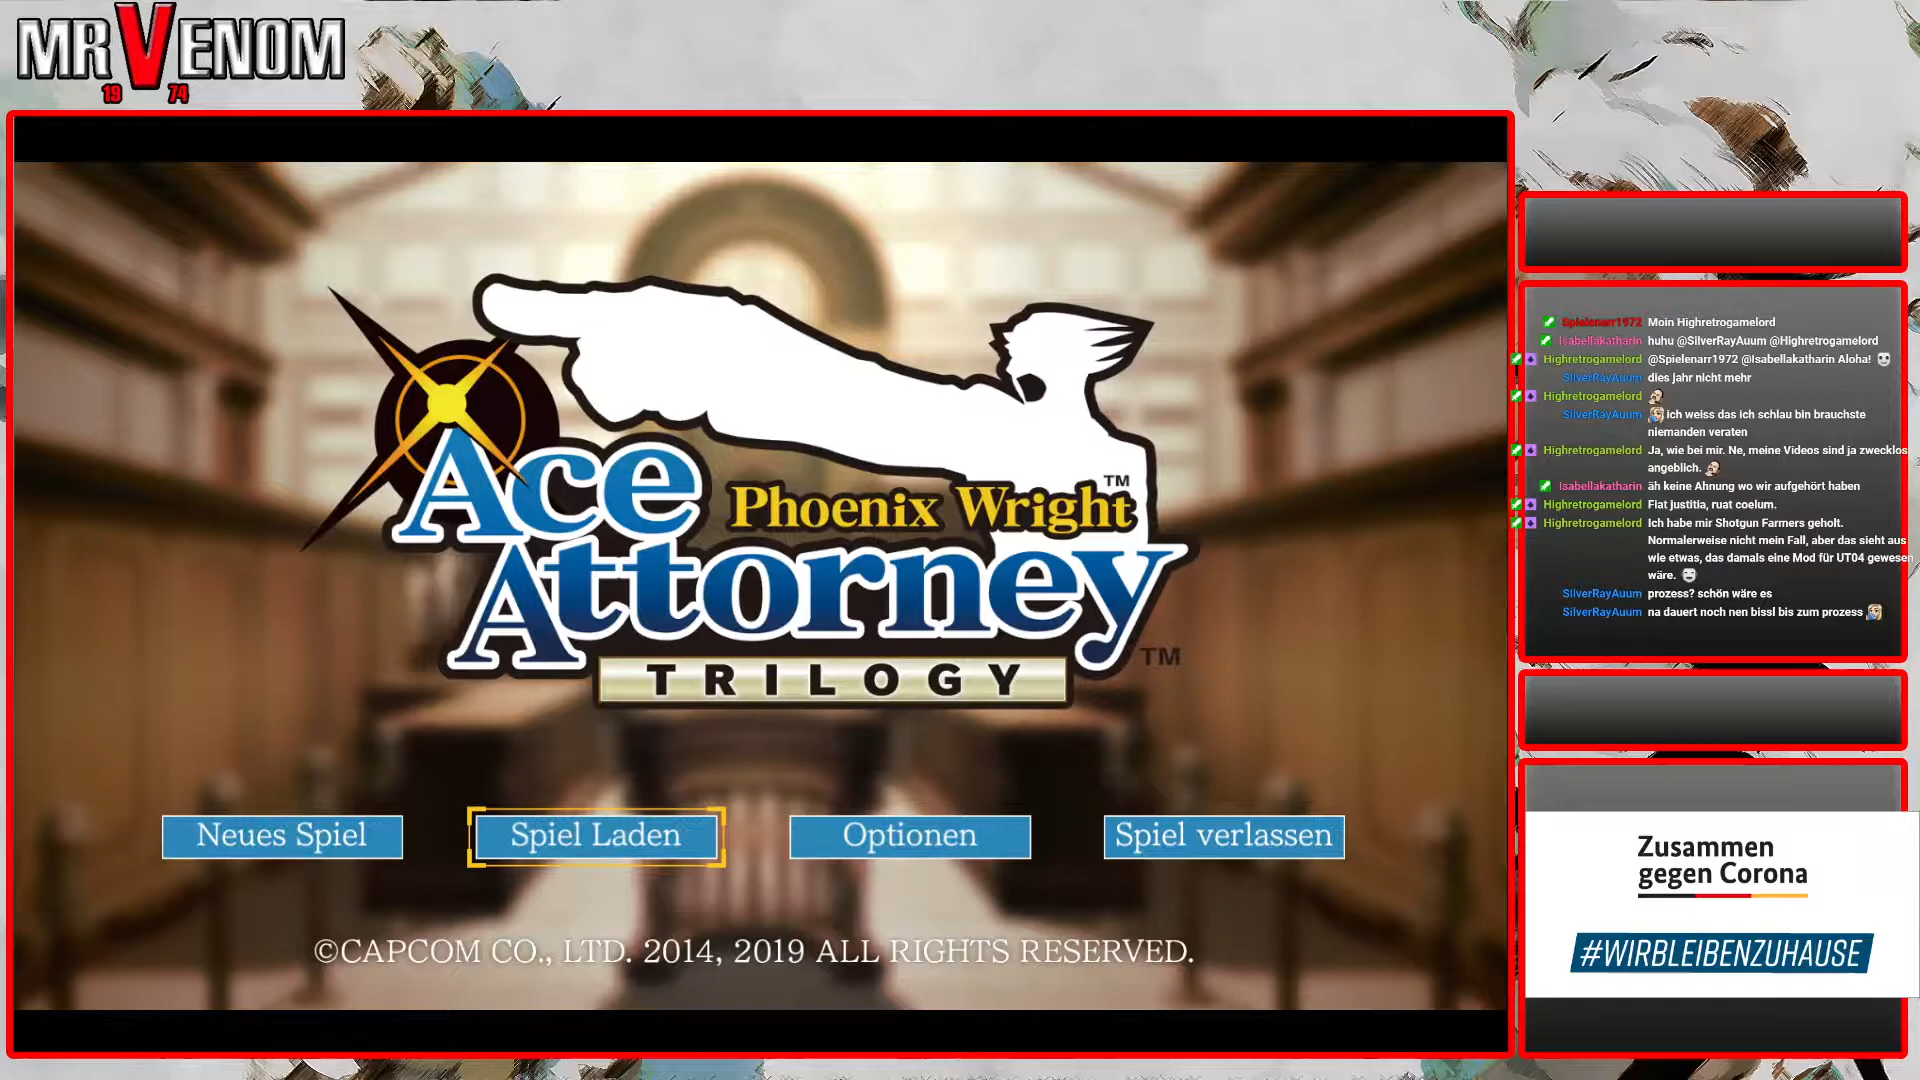 MRVENOM
19 74
Ace
Phoenix Wright™
Attorney™
TRILOGY
Neues Spiel
Spiel Laden
Optionen
Spiel verlassen
©CAPCOM CO., LTD. 2014, 2019 ALL RIGHTS RESERVED.
Spielenarr1972 Moin Highretrogamelord
Isabellakatharin huhu @SilverRayAuum @Highretrogamelord
Highretrogamelord @Spielenarr1972 @Isabellakatharin Aloha!
SilverRayAuum dies jahr nicht mehr
Highretrogamelord
SilverRayAuum ich weiss das ich schlau bin brauchste
niemanden veraten
Highretrogamelord Ja, wie bei mir. Ne, meine Videos sind ja zwecklos
angeblich.
Isabellakatharin äh keine Ahnung wo wir aufgehört haben
Highretrogamelord Fiat justitia, ruat coelum.
Highretrogamelord Ich habe mir Shotgun Farmers geholt.
Normalerweise nicht mein Fall, aber das sieht aus
wie etwas, das damals eine Mod für UT04 gewesen
wäre.
SilverRayAuum prozess? schön wäre es
SilverRayAuum na dauert noch nen bissl bis zum prozess
Zusammen
gegen Corona
#WIRBLEIBENZUHAUSE